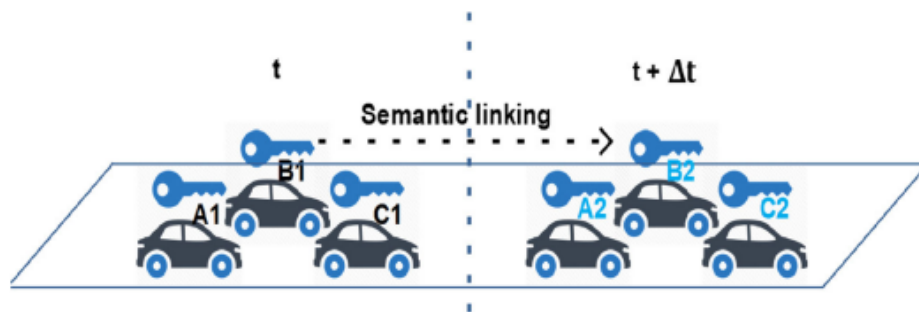 t
t + Δt
Semantic linking
B1
B2
A1
C1
A2
C2